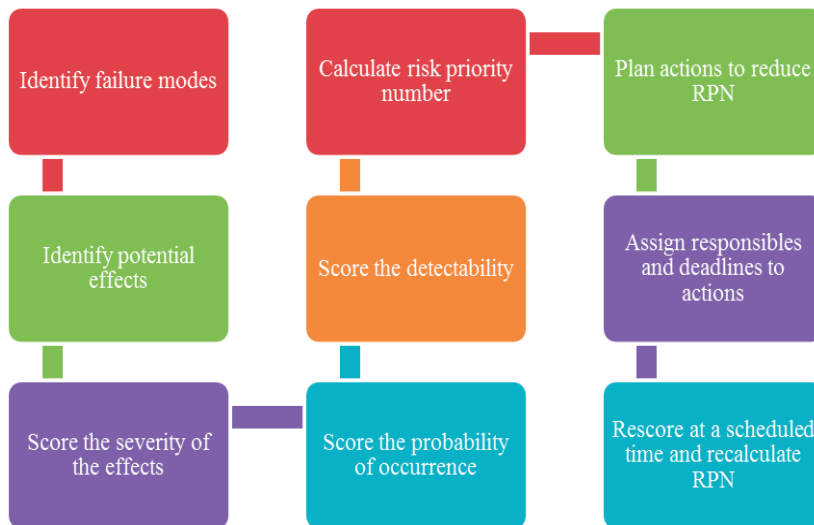 Identify failure modes
Identify potential
effects
Score the severity of
the effects
Score the probability
of occurrence
Score the detectability
Calculate risk priority
number
Plan actions to reduce
RPN
Assign responsibles
and deadlines to
actions
Rescore at a scheduled
time and recalculate
RPN